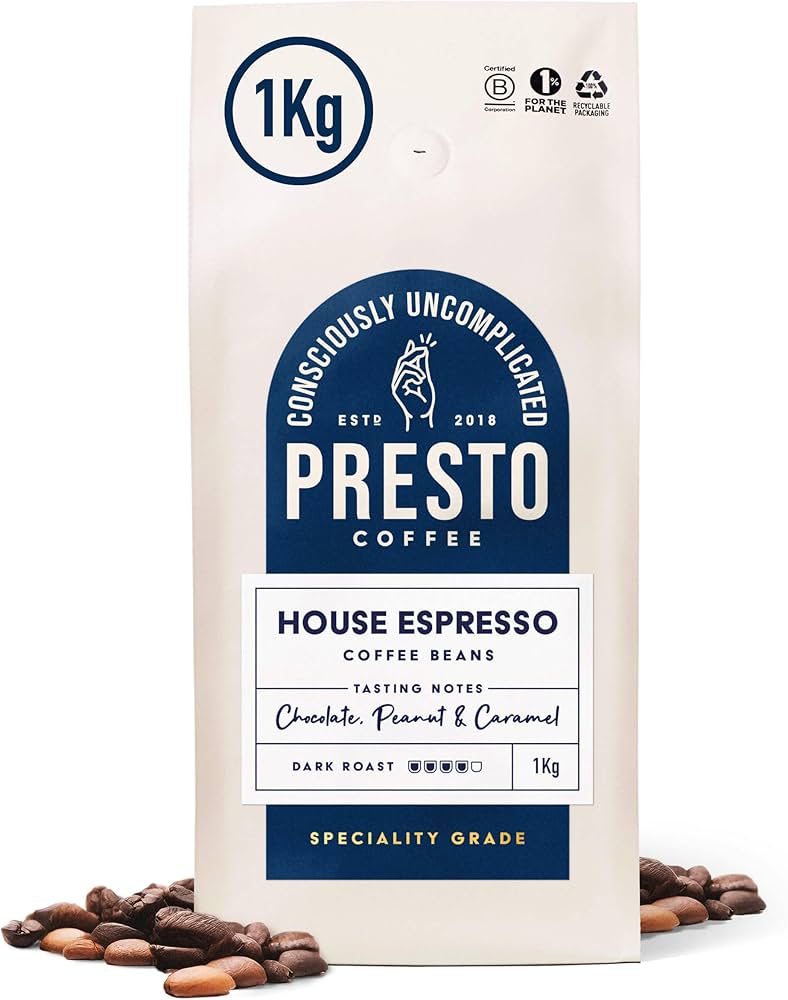 1Kg
Certified
B
Corporation
1%
FOR THE
PLANET
100%
RECYCLABLE
PACKAGING
CONSCIOUSLY UNCOMPLICATED
ESTD 2018
PRESTO
COFFEE
HOUSE ESPRESSO
COFFEE BEANS
TASTING NOTES
Chocolate, Peanut & Caramel
DARK ROAST
1Kg
SPECIALITY GRADE